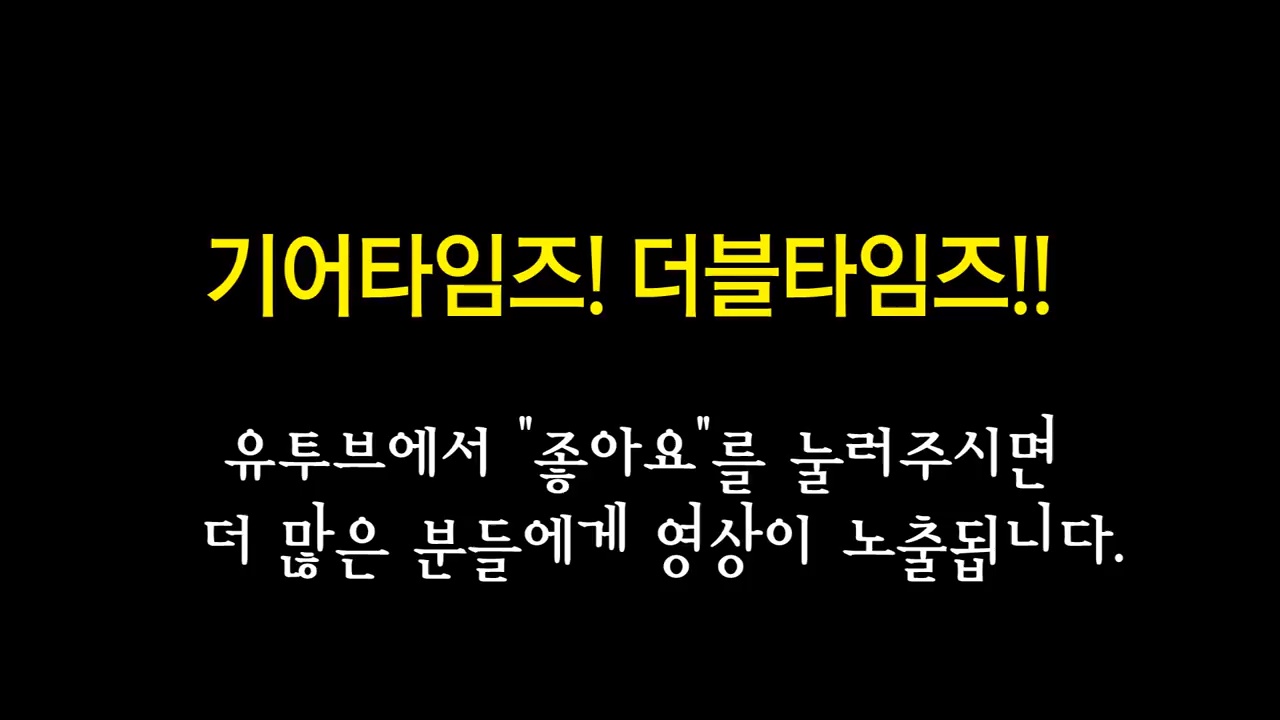 기어타임즈! 더블타임즈!!
유투브에서 "좋아요"를 눌러주시면
더 많은 분들에게 영상이 노출됩니다.